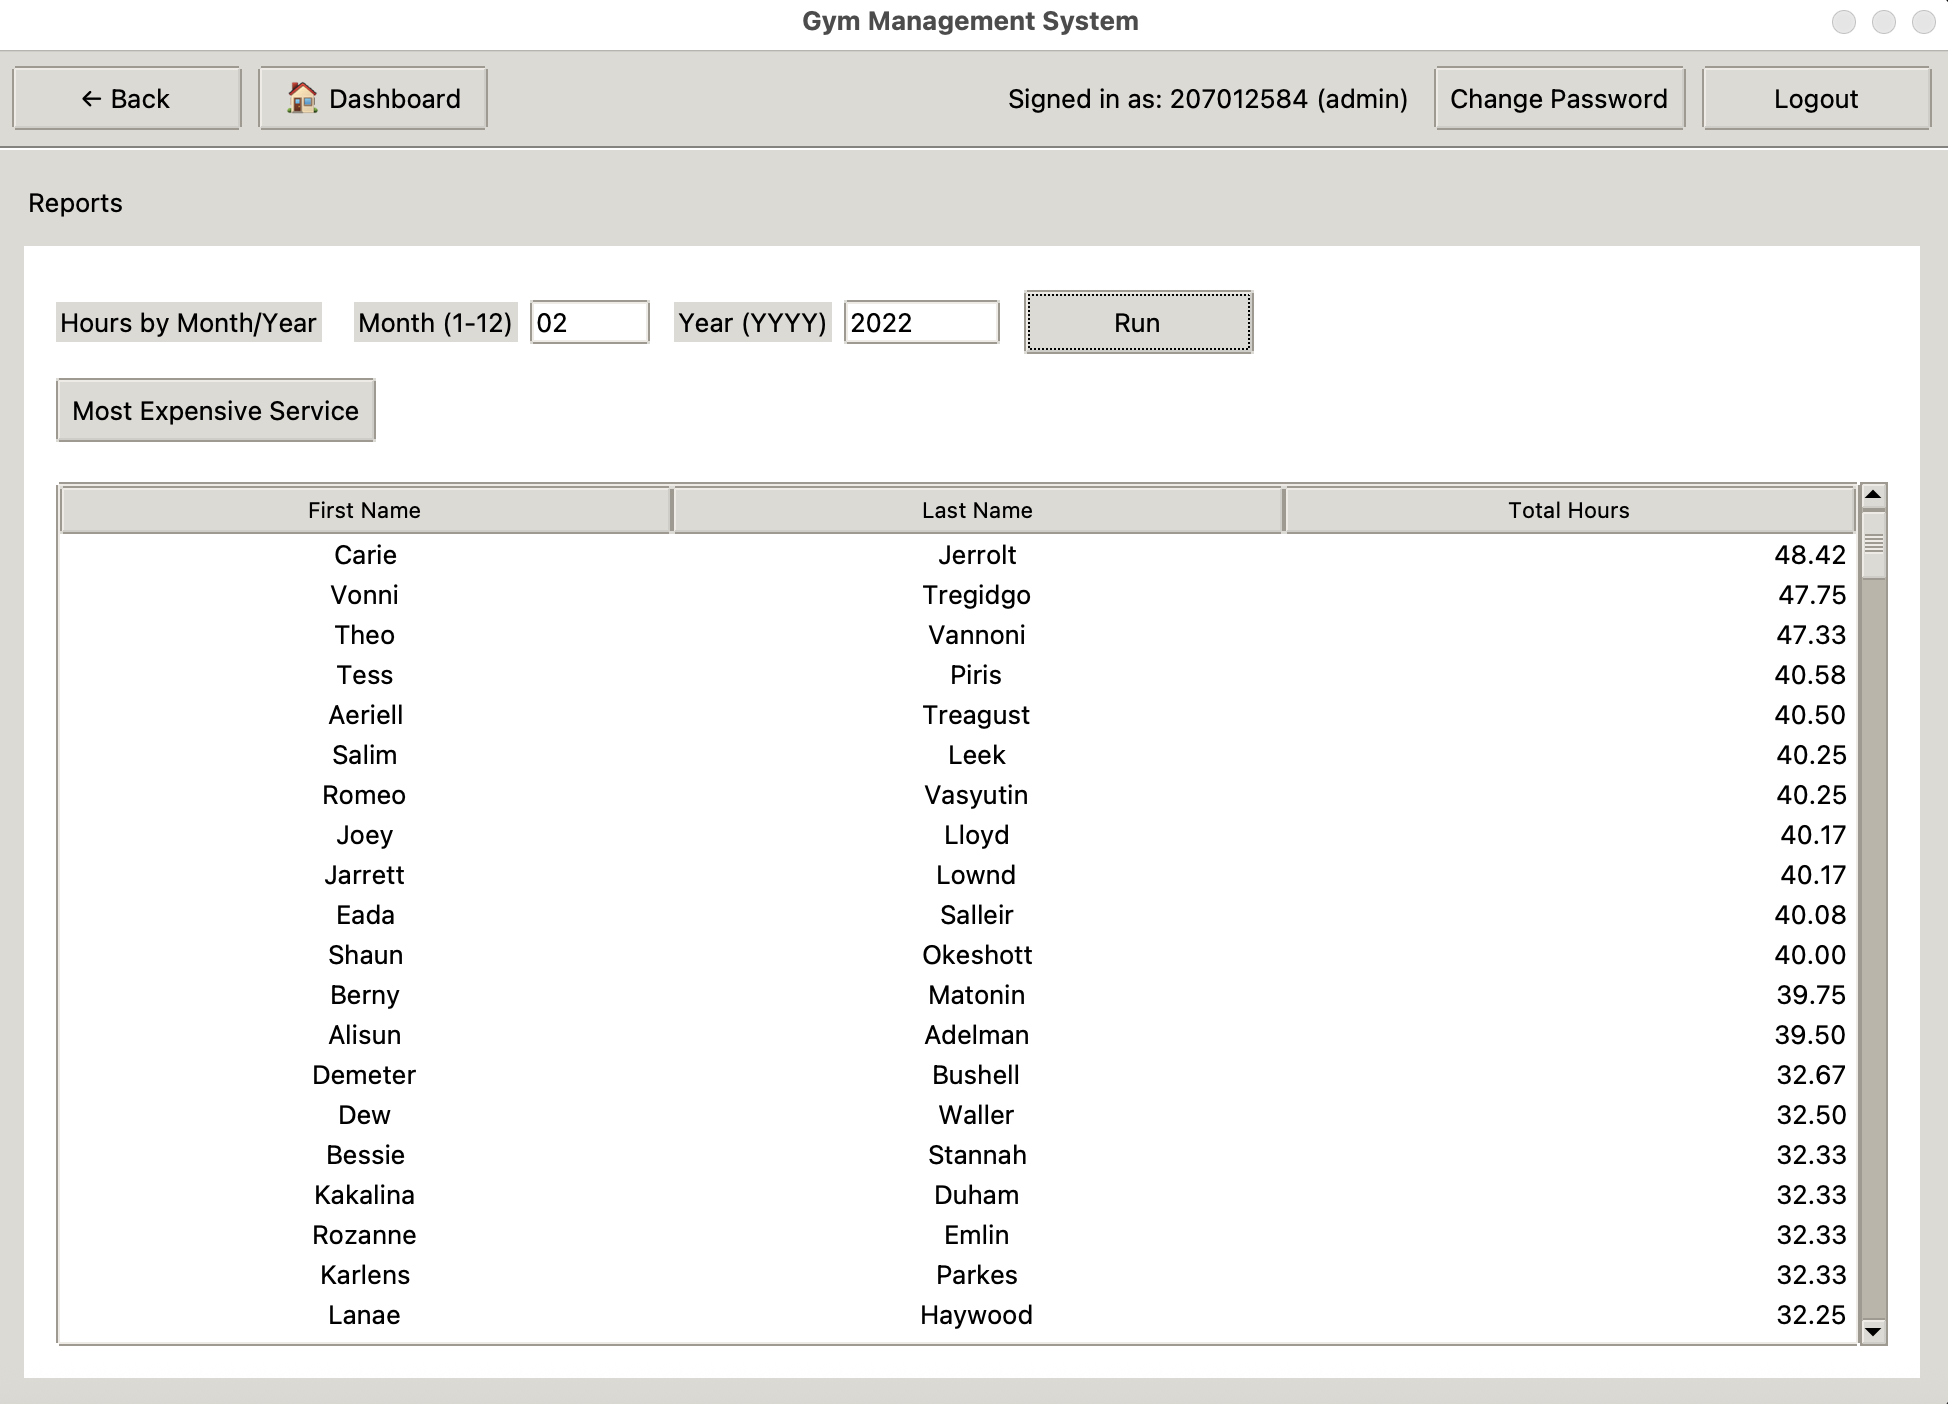 Gym Management System
← Back Dashboard Signed in as: 207012584 (admin) Change Password Logout
Reports
Hours by Month/Year Month (1-12) 02 Year (YYYY) 2022 Run
Most Expensive Service
First Name Last Name Total Hours
Carie Jerrolt 48.42
Vonni Tregidgo 47.75
Theo Vannoni 47.33
Tess Piris 40.58
Aeriell Treagust 40.50
Salim Leek 40.25
Romeo Vasyutin 40.25
Joey Lloyd 40.17
Jarrett Lownd 40.17
Eada Salleir 40.08
Shaun Okeshott 40.00
Berny Matonin 39.75
Alisun Adelman 39.50
Demeter Bushell 32.67
Dew Waller 32.50
Bessie Stannah 32.33
Kakalina Duham 32.33
Rozanne Emlin 32.33
Karlens Parkes 32.33
Lanae Haywood 32.25